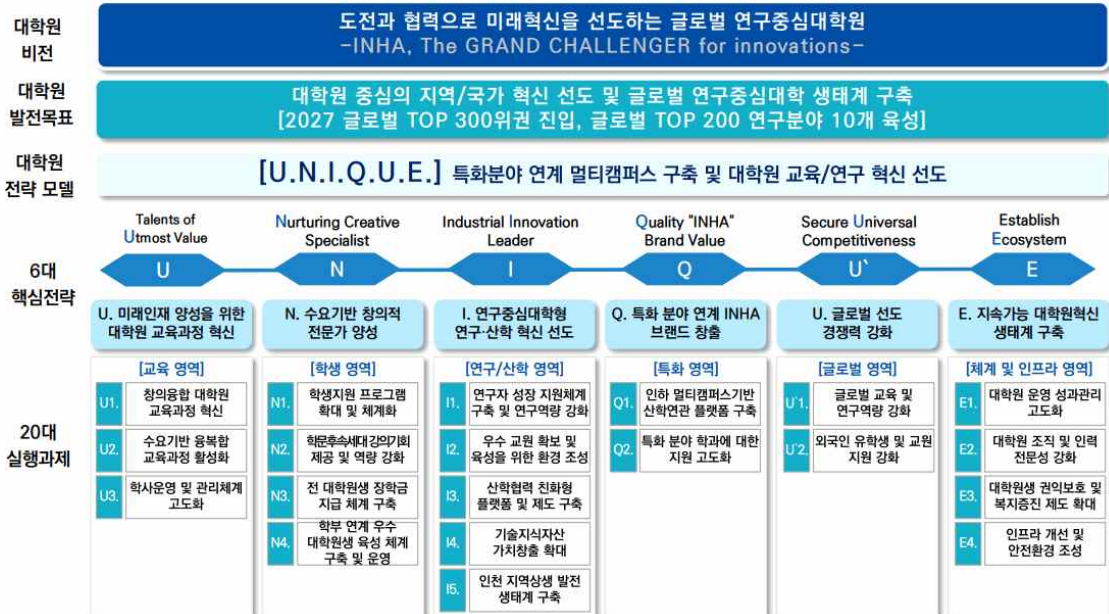 대학원
비전
도전과 협력으로 미래혁신을 선도하는 글로벌 연구중심대학원
-INHA, The GRAND CHALLENGER for innovations-
대학원
발전목표
대학원 중심의 지역/국가 혁신 선도 및 글로벌 연구중심대학 생태계 구축
[2027 글로벌 TOP 300위권 진입, 글로벌 TOP 200 연구분야 10개 육성]
대학원
전략 모델
[U.N.I.Q.U.E.] 특화분야 연계 멀티캠퍼스 구축 및 대학원 교육/연구 혁신 선도
6대
핵심전략
Talents of
Utmost Value
U
U. 미래인재 양성을 위한
대학원 교육과정 혁신
Nurturing Creative
Specialist
N
N. 수요기반 창의적
전문가 양성
Industrial Innovation
Leader
I
I. 연구중심대학형
연구·산학 혁신 선도
Quality "INHA"
Brand Value
Q
Q. 특화 분야 연계 INHA
브랜드 창출
Secure Universal
Competitiveness
U`
U. 글로벌 선도
경쟁력 강화
Establish
Ecosystem
E
E. 지속가능 대학원혁신
생태계 구축
20대
실행과제
[교육 영역]
U1. 창의융합 대학원
교육과정 혁신
U2. 수요기반 융복합
교육과정 활성화
U3. 학사운영 및 관리체계
고도화
[학생 영역]
N1. 학생지원 프로그램
확대 및 체계화
N2. 학문후속세대 강의기회
제공 및 역량 강화
N3. 전 대학원생 장학금
지급 체계 구축
N4. 학부 연계 우수
대학원생 육성 체계
구축 및 운영
[연구/산학 영역]
I1. 연구자 성장 지원체계
구축 및 연구역량 강화
I2. 우수 교원 확보 및
육성을 위한 환경 조성
I3. 산학협력 친화형
플랫폼 및 제도 구축
I4. 기술지식자산
가치창출 확대
I5. 인천 지역상생 발전
생태계 구축
[특화 영역]
Q1. 인하 멀티캠퍼스기반
산학연관 플랫폼 구축
Q2. 특화 분야 학과에 대한
지원 고도화
[글로벌 영역]
U`1. 글로벌 교육 및
연구역량 강화
U`2. 외국인 유학생 및 교원
지원 강화
[체계 및 인프라 영역]
E1. 대학원 운영 성과관리
고도화
E2. 대학원 조직 및 인력
전문성 강화
E3. 대학원생 권익보호 및
복지증진 제도 확대
E4. 인프라 개선 및
안전환경 조성